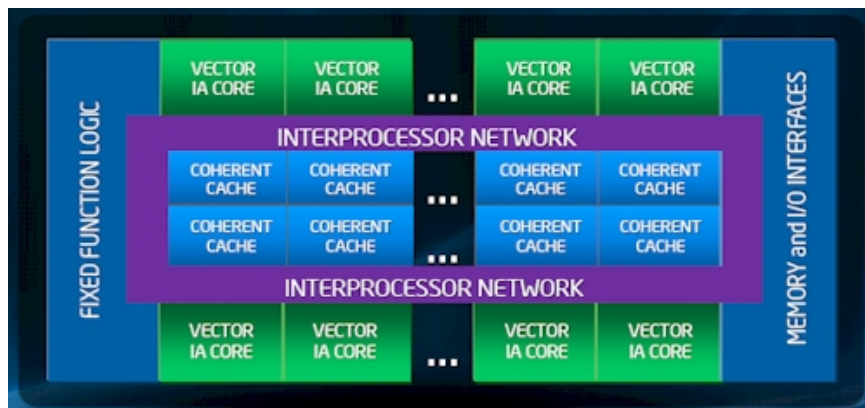 FIXED FUNCTION LOGIC
VECTOR
IA CORE
VECTOR
IA CORE
...
VECTOR
IA CORE
VECTOR
IA CORE
MEMORY and I/O INTERFACES
INTERPROCESSOR NETWORK
COHERENT
CACHE
COHERENT
CACHE
...
COHERENT
CACHE
COHERENT
CACHE
COHERENT
CACHE
COHERENT
CACHE
...
COHERENT
CACHE
COHERENT
CACHE
INTERPROCESSOR NETWORK
VECTOR
IA CORE
VECTOR
IA CORE
...
VECTOR
IA CORE
VECTOR
IA CORE